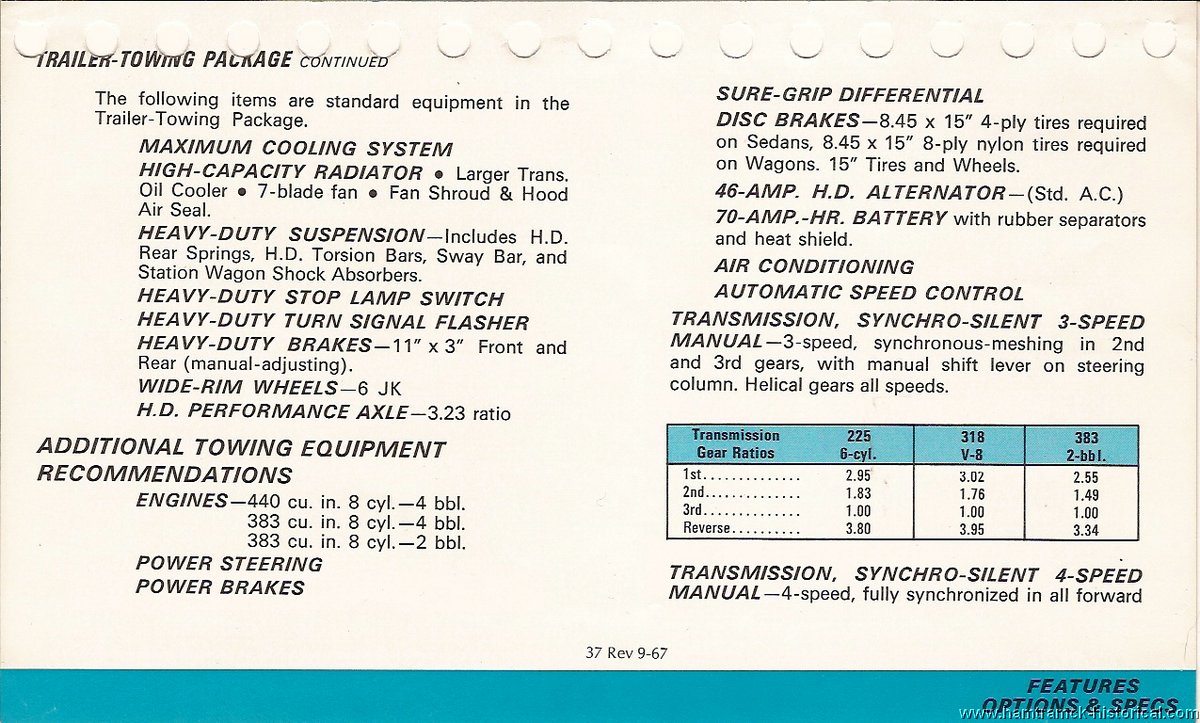 TRAILER-TOWING PACKAGE CONTINUED
The following items are standard equipment in the
Trailer-Towing Package.
MAXIMUM COOLING SYSTEM
HIGH-CAPACITY RADIATOR • Larger Trans.
Oil Cooler • 7-blade fan • Fan Shroud & Hood
Air Seal.
HEAVY-DUTY SUSPENSION—Includes H.D.
Rear Springs, H.D. Torsion Bars, Sway Bar, and
Station Wagon Shock Absorbers.
HEAVY-DUTY STOP LAMP SWITCH
HEAVY-DUTY TURN SIGNAL FLASHER
HEAVY-DUTY BRAKES—11" x 3" Front and
Rear (manual-adjusting).
WIDE-RIM WHEELS—6 JK
H.D. PERFORMANCE AXLE—3.23 ratio
ADDITIONAL TOWING EQUIPMENT
RECOMMENDATIONS
ENGINES—440 cu. in. 8 cyl.—4 bbl.
383 cu. in. 8 cyl.—4 bbl.
383 cu. in. 8 cyl.—2 bbl.
POWER STEERING
POWER BRAKES
SURE-GRIP DIFFERENTIAL
DISC BRAKES—8.45 x 15" 4-ply tires required
on Sedans, 8.45 x 15" 8-ply nylon tires required
on Wagons. 15" Tires and Wheels.
46-AMP. H.D. ALTERNATOR—(Std. A.C.)
70-AMP.-HR. BATTERY with rubber separators
and heat shield.
AIR CONDITIONING
AUTOMATIC SPEED CONTROL
TRANSMISSION, SYNCHRO-SILENT 3-SPEED
MANUAL—3-speed, synchronous-meshing in 2nd
and 3rd gears, with manual shift lever on steering
column. Helical gears all speeds.
Transmission 225 318 383
Gear Ratios 6-cyl. V-8 2-bbl.
1st.............. 2.95 3.02 2.55
2nd.............. 1.83 1.76 1.49
3rd.............. 1.00 1.00 1.00
Reverse.......... 3.80 3.95 3.34
TRANSMISSION, SYNCHRO-SILENT 4-SPEED
MANUAL—4-speed, fully synchronized in all forward
37 Rev 9-67
FEATURES
OPTIONS & SPECS
www.hamtramck-historical.com